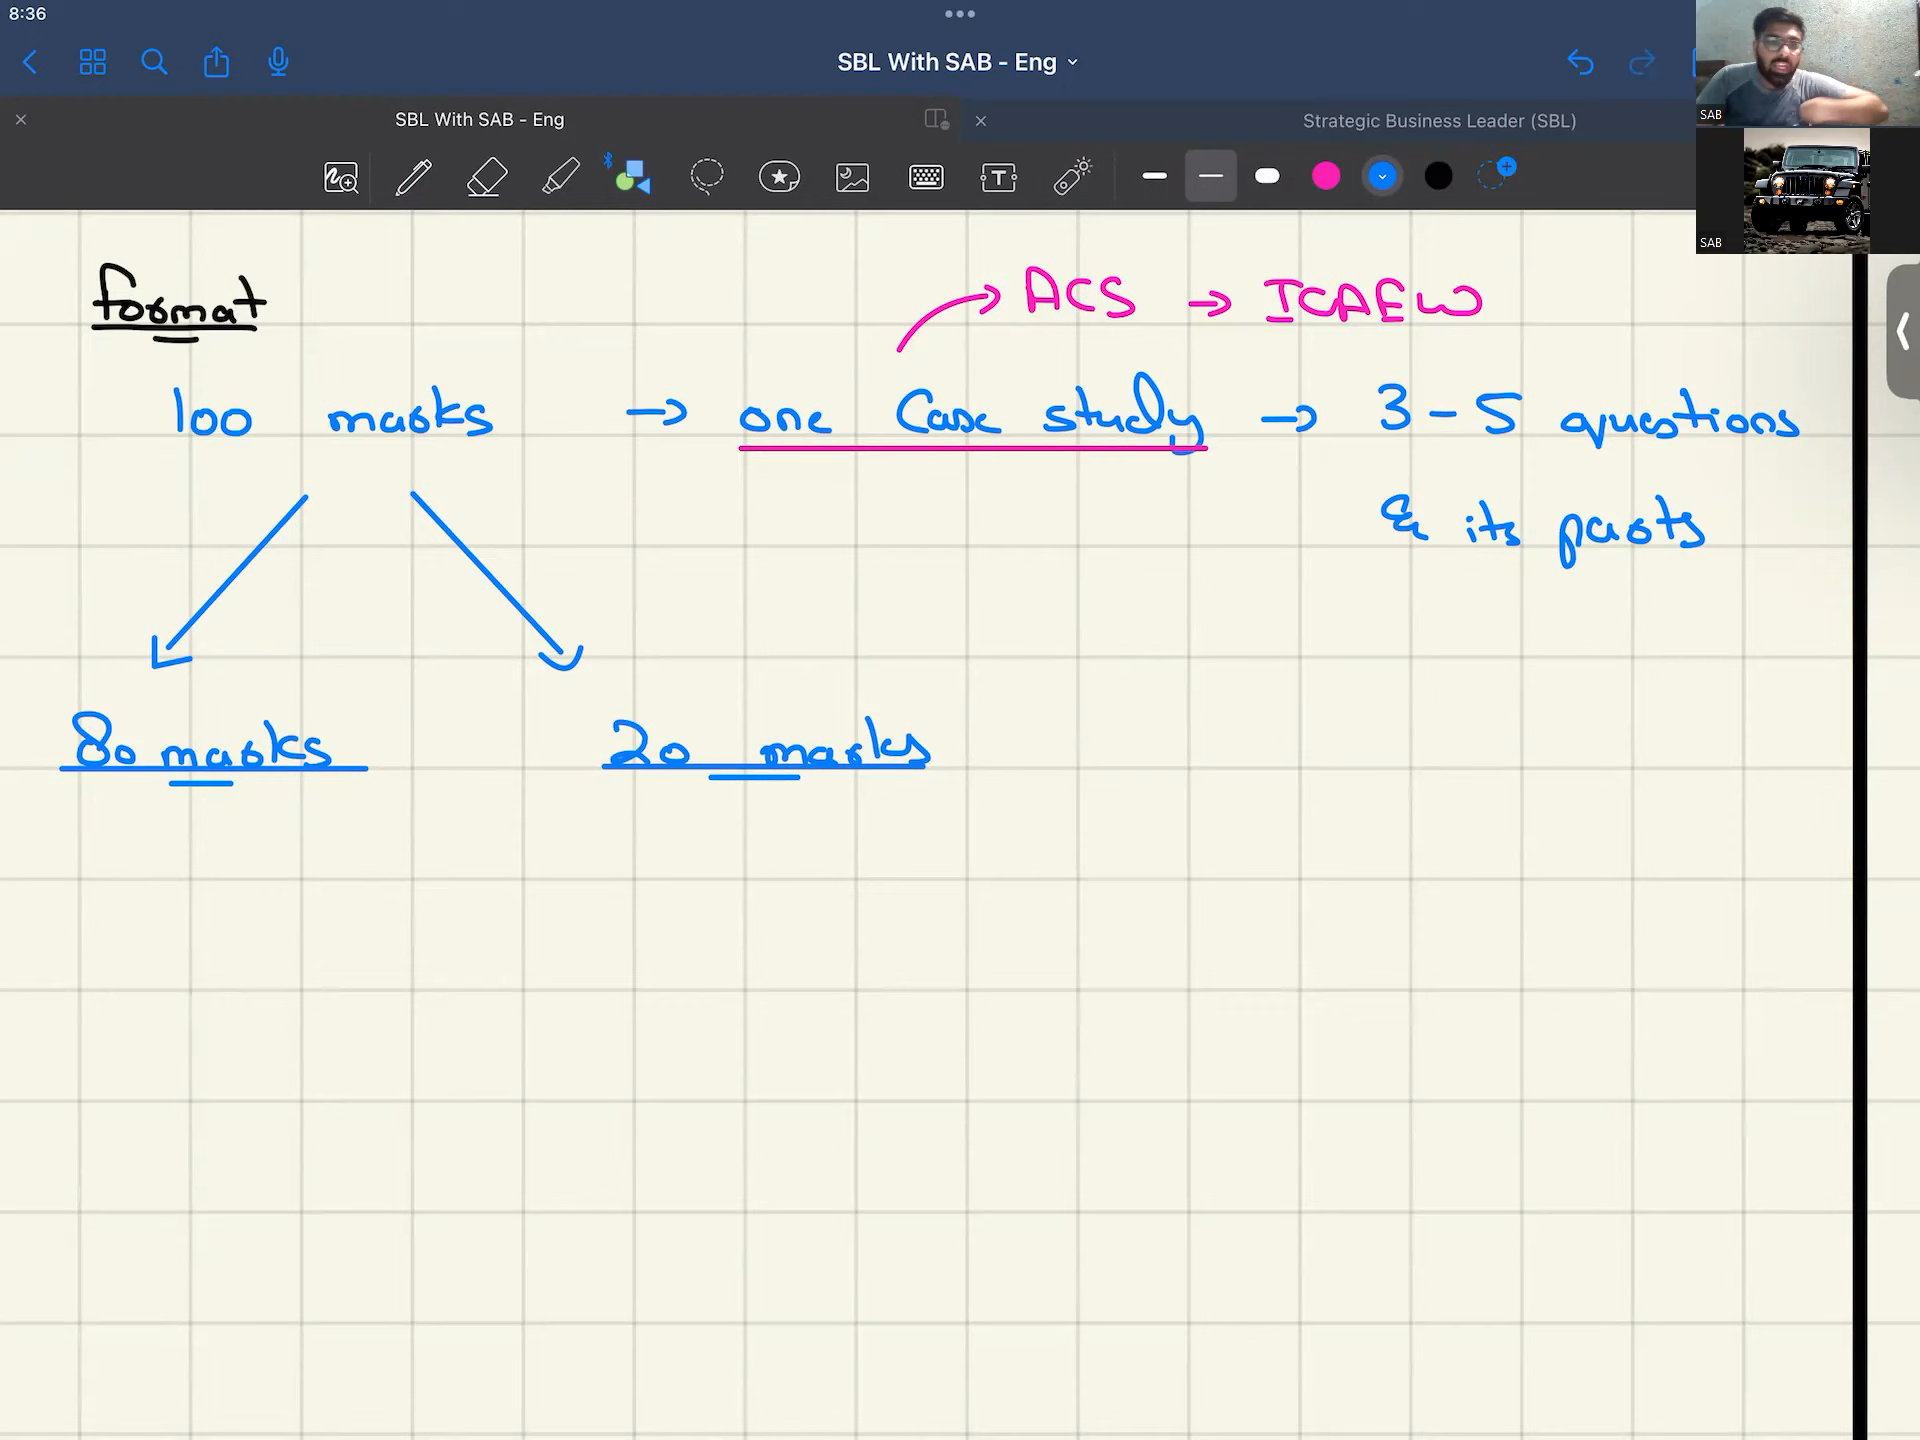 8:36
SBL With SAB - Eng
SBL With SAB - Eng
Strategic Business Leader (SBL)
T
SAB
SAB
format
ACS → ICAEW
100 marks → one Case study → 3 - 5 questions
& its parts
80 marks
20 marks